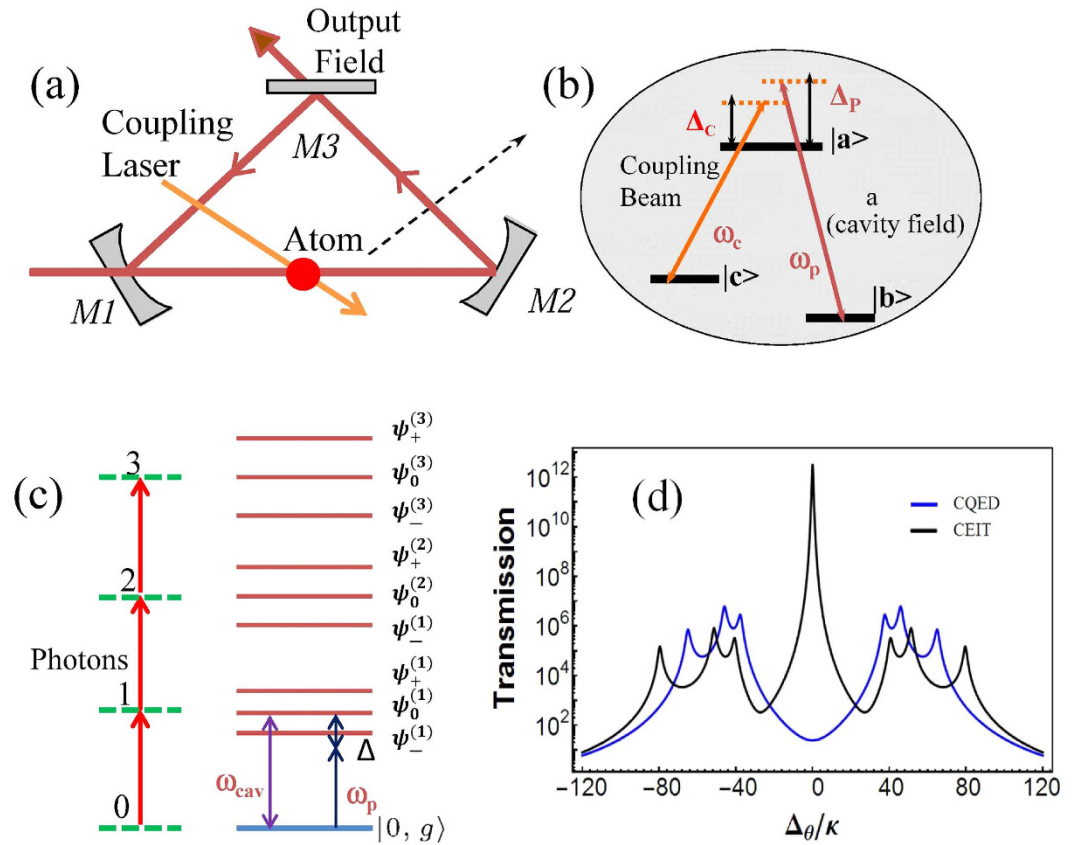 (a)
Output
Field
Coupling
Laser
M3
Atom
M1
M2
(b)
Δ_C
Δ_P
|a>
Coupling
Beam
a
(cavity field)
ω_c
ω_p
|c>
|b>
(c)
3
2
Photons
1
0
ψ_+^(3)
ψ_0^(3)
ψ_-^(3)
ψ_+^(2)
ψ_0^(2)
ψ_-^(1)
ψ_+^(1)
ψ_0^(1)
ψ_-^(1)
Δ
ω_cav
ω_p
|0, g⟩
(d)
CQED
CEIT
Transmission
10^12
10^10
10^8
10^6
10^4
10^2
−120 −80 −40 0 40 80 120
Δ_θ/κ